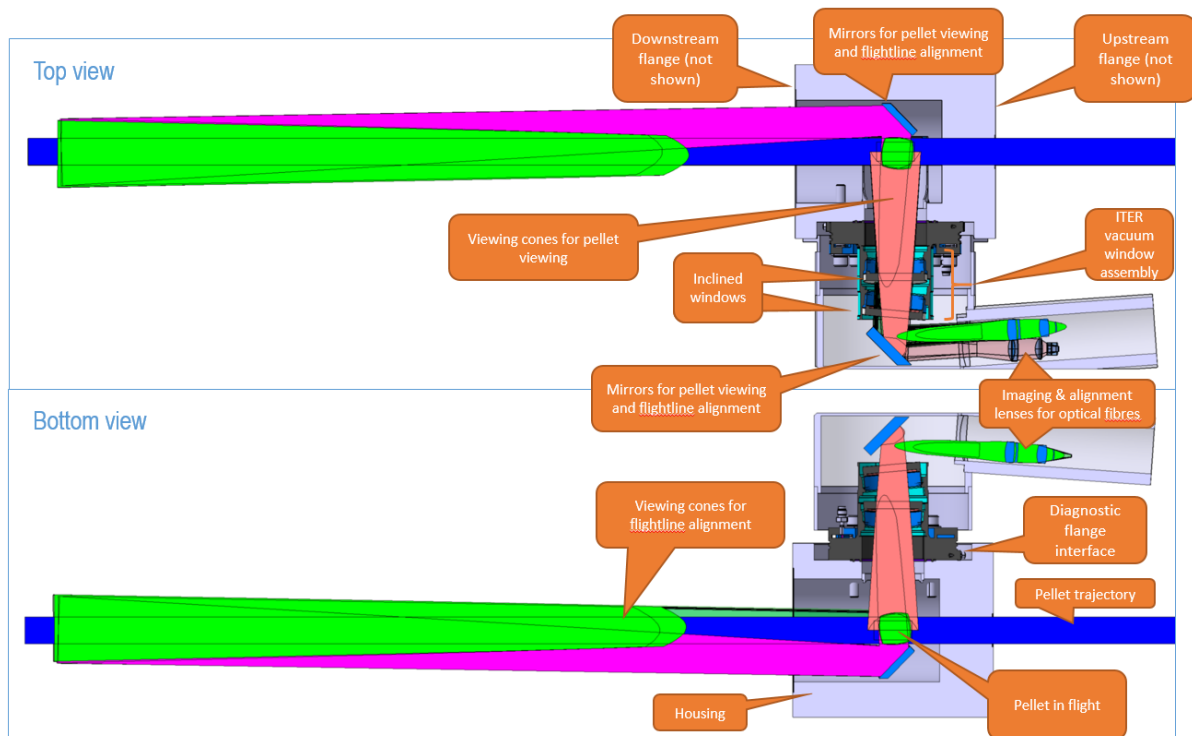 Top view
Downstream
flange (not
shown)
Mirrors for pellet viewing
and flightline alignment
Upstream
flange (not
shown)
Viewing cones for pellet
viewing
Inclined
windows
ITER
vacuum
window
assembly
Mirrors for pellet viewing
and flightline alignment
Imaging & alignment
lenses for optical fibres
Bottom view
Viewing cones for
flightline alignment
Diagnostic
flange
interface
Pellet trajectory
Housing
Pellet in flight